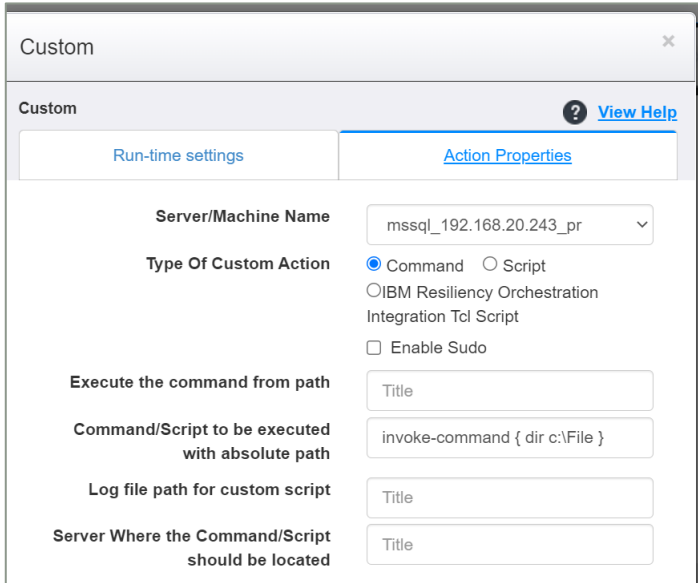 Custom
×
Custom
? View Help
Run-time settings
Action Properties
Server/Machine Name
mssql_192.168.20.243_pr
Type Of Custom Action
Command Script
IBM Resiliency Orchestration
Integration Tcl Script
Enable Sudo
Execute the command from path
Title
Command/Script to be executed
with absolute path
invoke-command { dir c:\File }
Log file path for custom script
Title
Server Where the Command/Script
should be located
Title